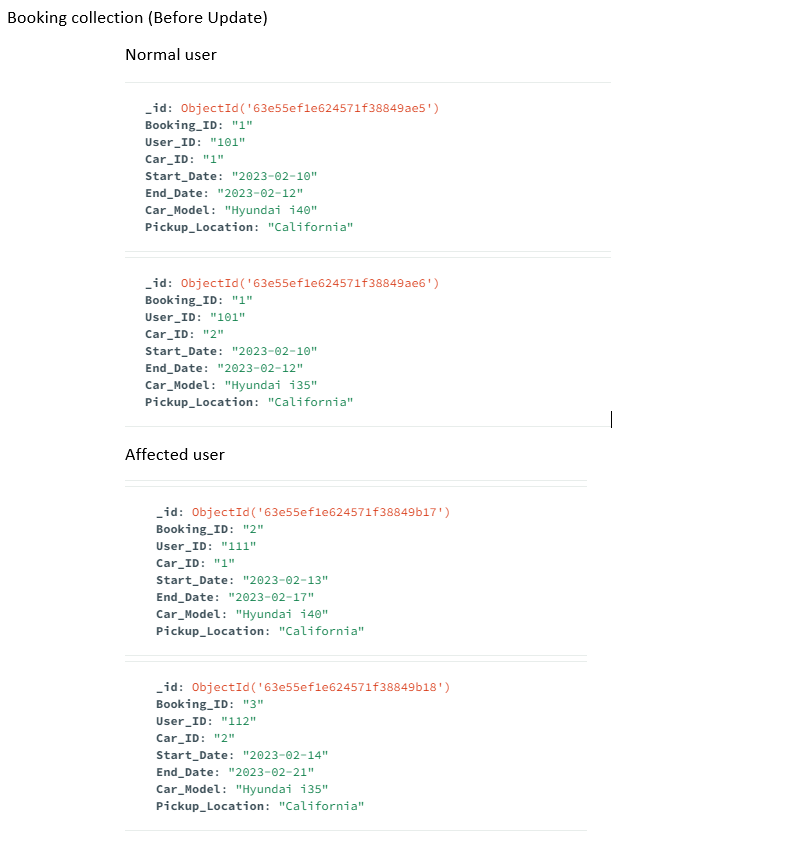 Booking collection (Before Update)
Normal user
_id: ObjectId('63e55ef1e624571f38849ae5')
Booking_ID: "1"
User_ID: "101"
Car_ID: "1"
Start_Date: "2023-02-10"
End_Date: "2023-02-12"
Car_Model: "Hyundai i40"
Pickup_Location: "California"
_id: ObjectId('63e55ef1e624571f38849ae6')
Booking_ID: "1"
User_ID: "101"
Car_ID: "2"
Start_Date: "2023-02-10"
End_Date: "2023-02-12"
Car_Model: "Hyundai i35"
Pickup_Location: "California"
Affected user
_id: ObjectId('63e55ef1e624571f38849b17')
Booking_ID: "2"
User_ID: "111"
Car_ID: "1"
Start_Date: "2023-02-13"
End_Date: "2023-02-17"
Car_Model: "Hyundai i40"
Pickup_Location: "California"
_id: ObjectId('63e55ef1e624571f38849b18')
Booking_ID: "3"
User_ID: "112"
Car_ID: "2"
Start_Date: "2023-02-14"
End_Date: "2023-02-21"
Car_Model: "Hyundai i35"
Pickup_Location: "California"